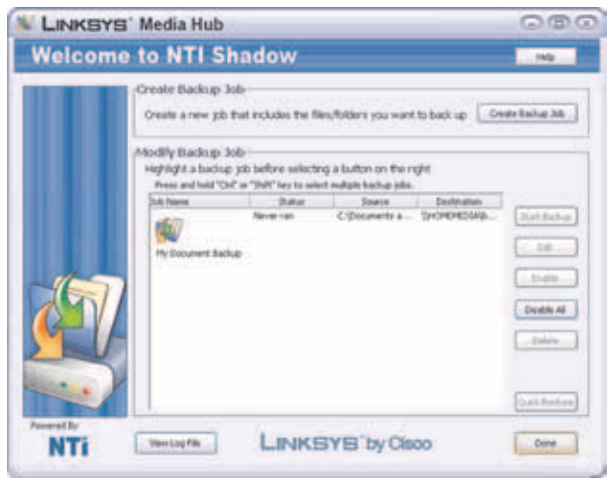 LINKSYS® Media Hub
Welcome to NTI Shadow
Help
Create Backup Job
Create a new job that includes the files/folders you want to back up
Create Backup Job
Modify Backup Job
Highlight a backup job before selecting a button on the right
Press and hold "Ctrl" or "Shift" key to select multiple backup jobs.
Job Name Status Source Destination
Never ran C:\Documents a...
My Document Backup
Start Backup
Edit
Enable
Disable All
Delete
Quick Restore
Powered By
NTI
View Log File
LINKSYS® by Cisco
Done